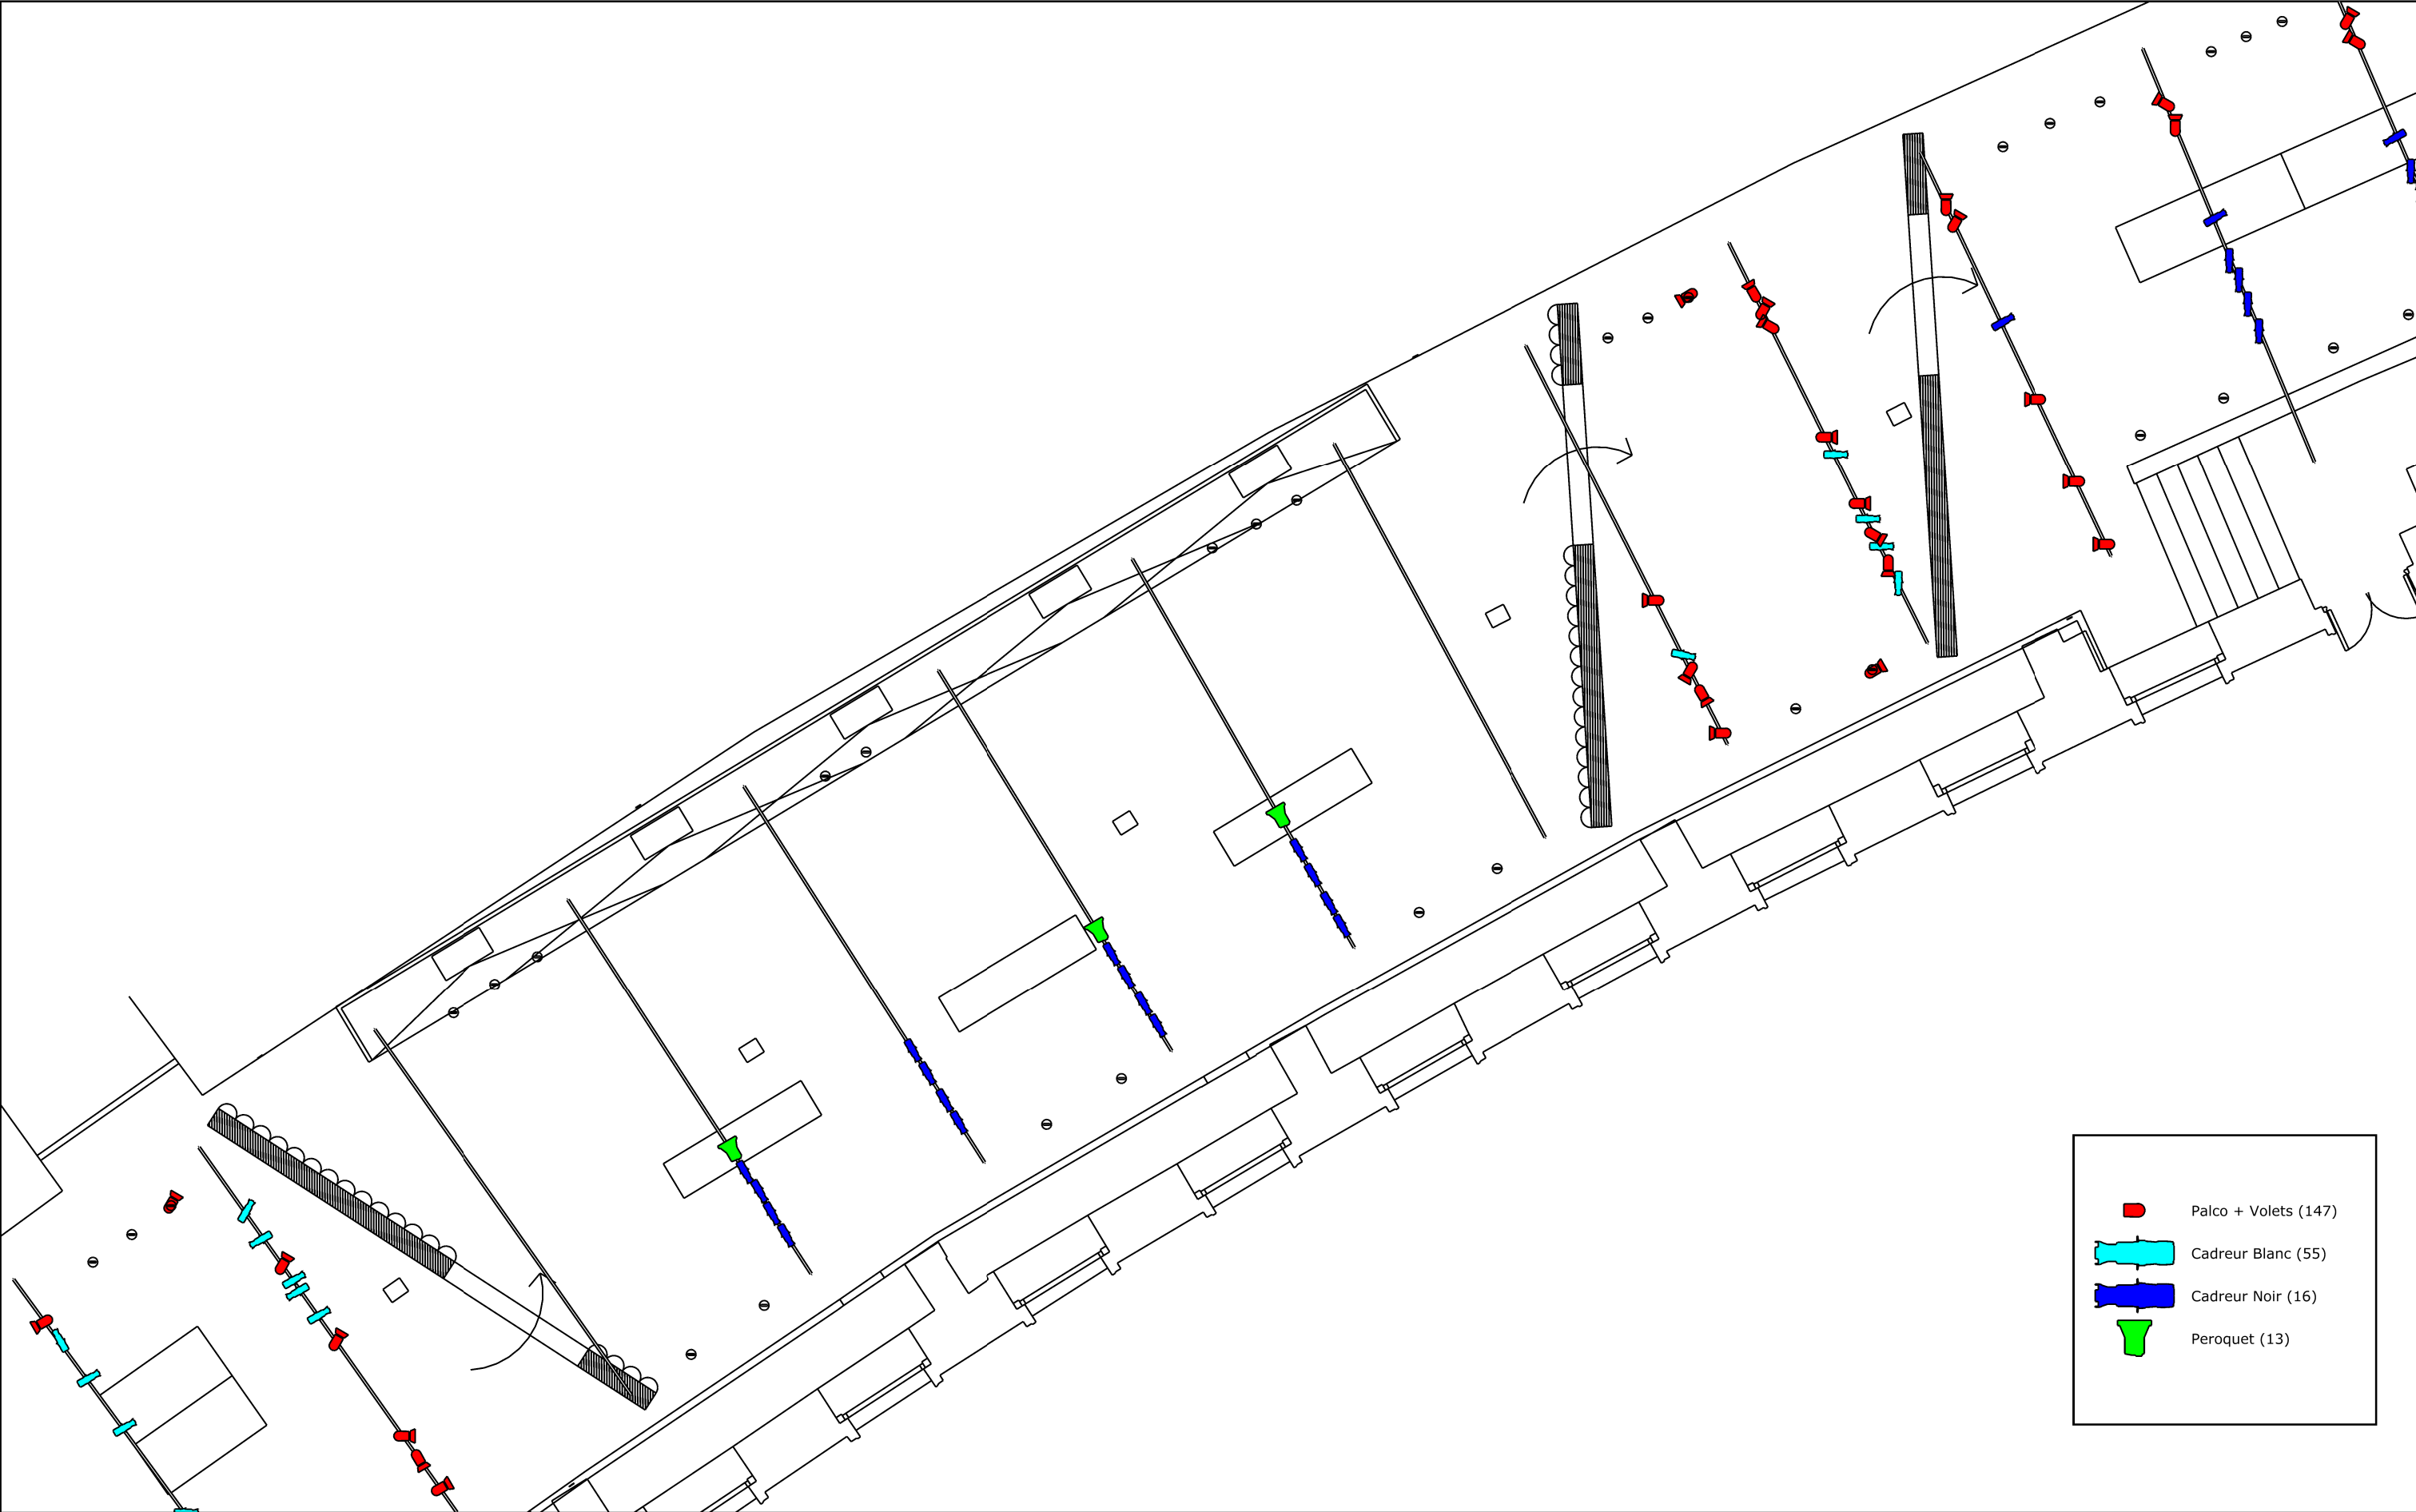 Palco + Volets (147)
Cadreur Blanc (55)
Cadreur Noir (16)
Peroquet (13)